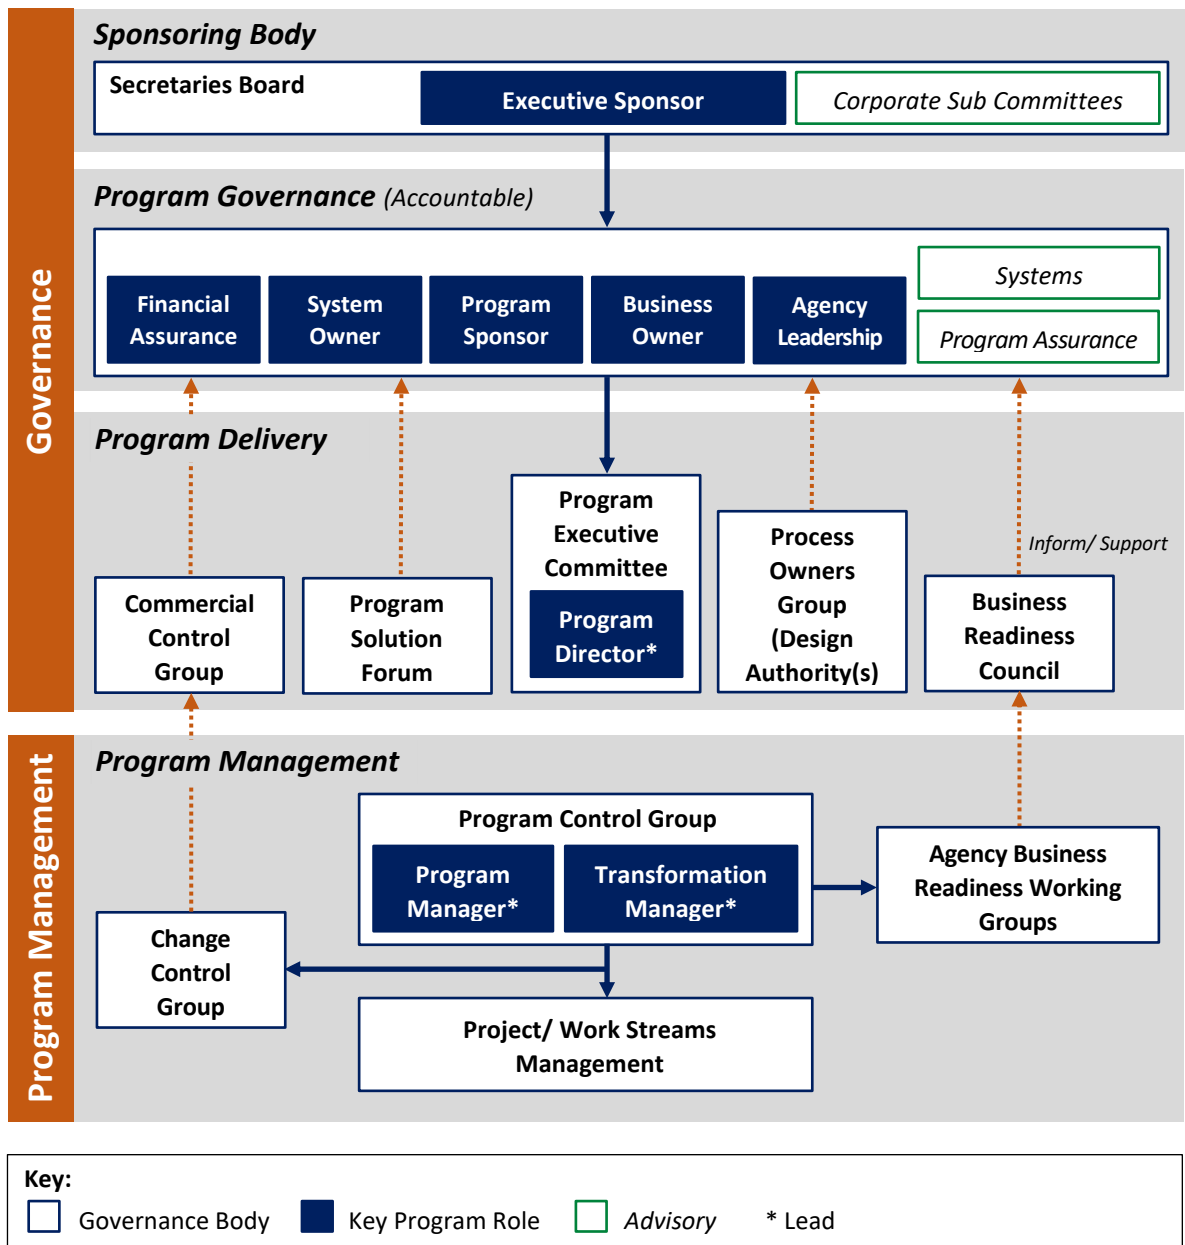 Governance
Sponsoring Body
Secretaries Board
Executive Sponsor
Corporate Sub Committees
Program Governance (Accountable)
Financial
Assurance
System
Owner
Program
Sponsor
Business
Owner
Agency
Leadership
Systems
Program Assurance
Program Delivery
Commercial
Control
Group
Program
Solution
Forum
Program
Executive
Committee
Program
Director*
Process
Owners
Group
(Design
Authority(s)
Inform/ Support
Business
Readiness
Council
Program Management
Program Management
Program Control Group
Program
Manager*
Transformation
Manager*
Agency Business
Readiness Working
Groups
Change
Control
Group
Project/ Work Streams
Management
Key:
Governance Body
Key Program Role
Advisory
* Lead